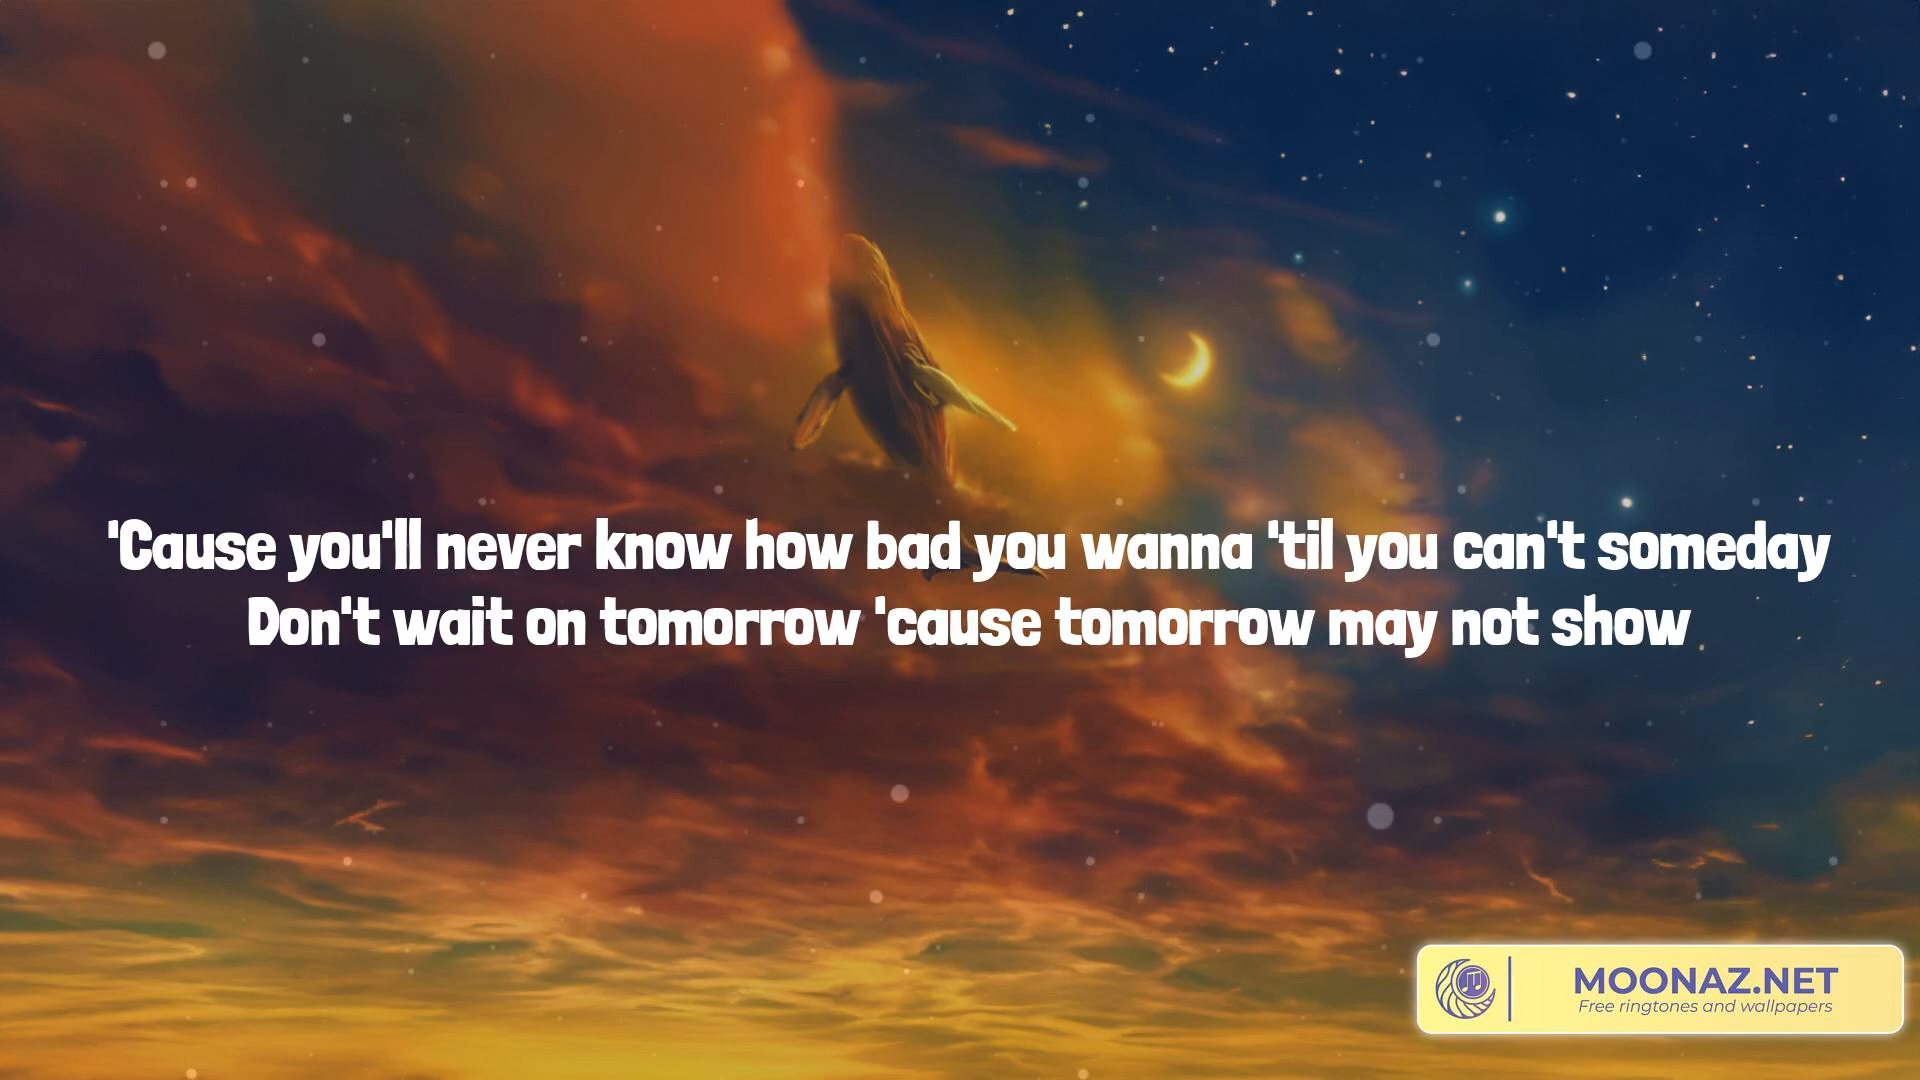 'Cause you'll never know how bad you wanna 'til you can't someday
Don't wait on tomorrow 'cause tomorrow may not show
MOONAZ.NET
Free ringtones and wallpapers